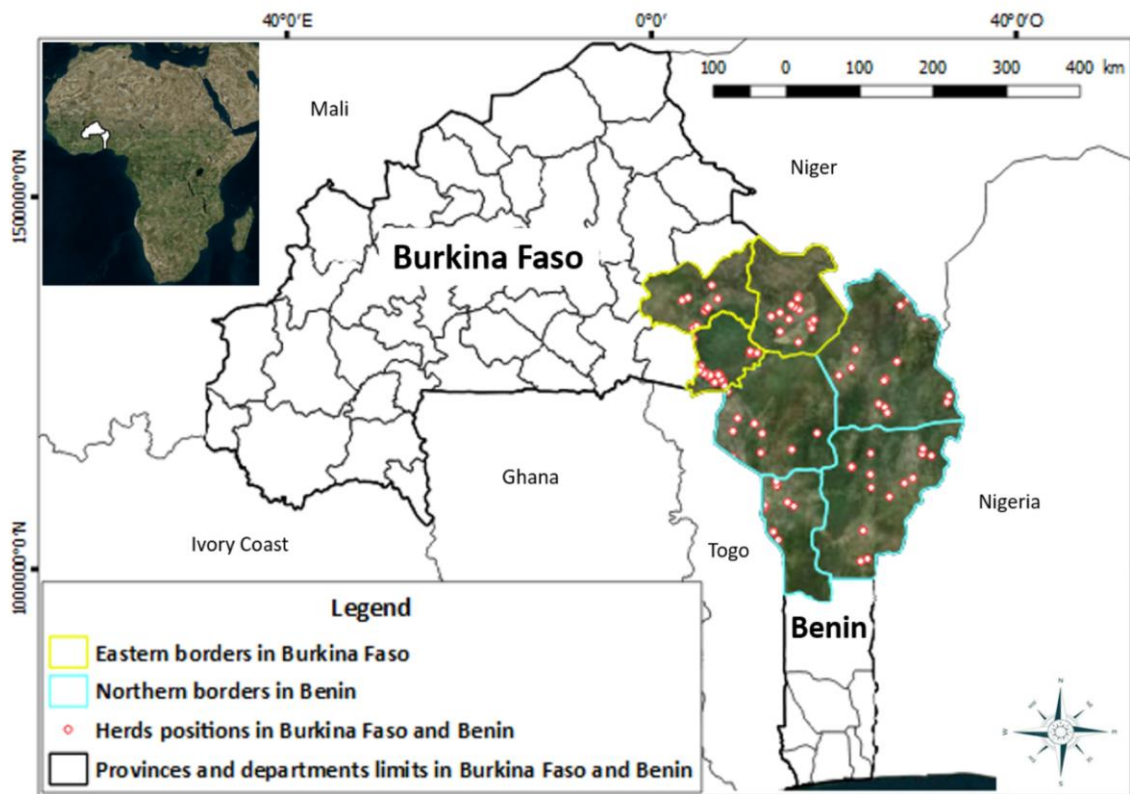 40°0′E 0°0′ 40°0′O
100 0 100 200 300 400 km
Mali
Niger
1500000°0′N
Burkina Faso
Ghana
Nigeria
Ivory Coast
Togo
1000000°0′N
Benin
Legend
Eastern borders in Burkina Faso
Northern borders in Benin
Herds positions in Burkina Faso and Benin
Provinces and departments limits in Burkina Faso and Benin
N